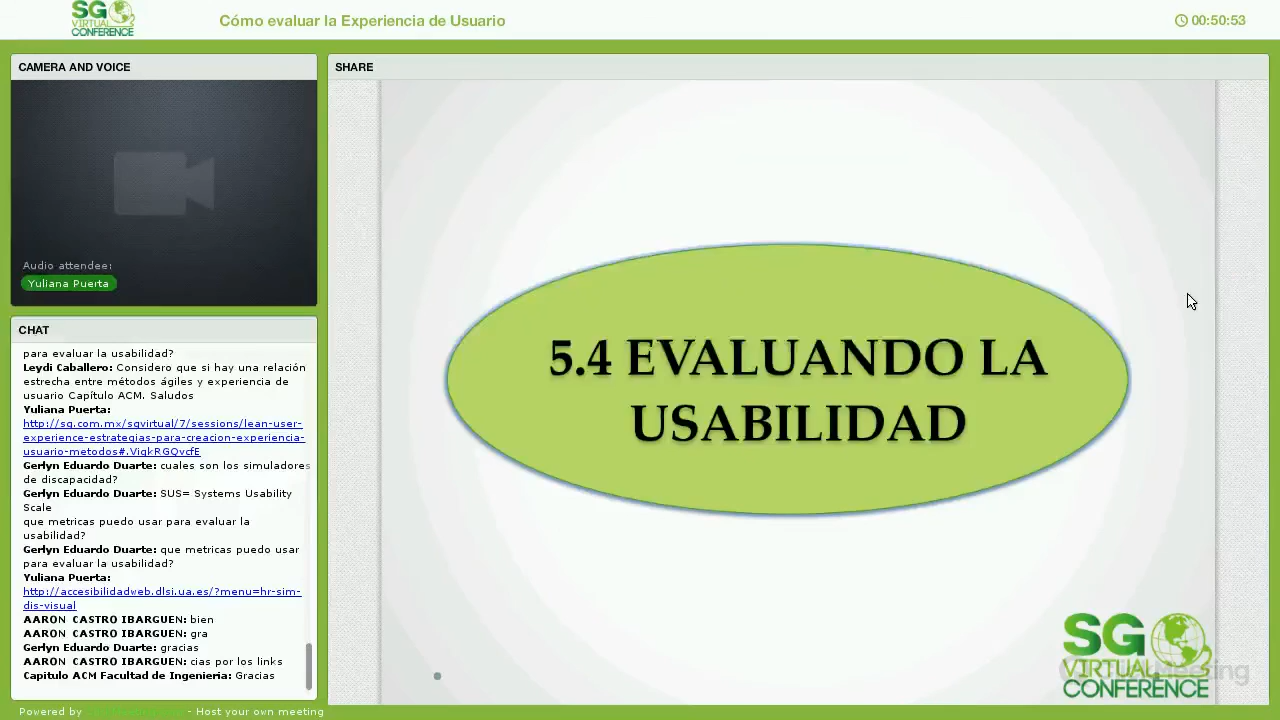 SG
VIRTUAL
CONFERENCE
Cómo evaluar la Experiencia de Usuario
00:50:53
CAMERA AND VOICE
Audio attendee:
Yuliana Puerta
CHAT
para evaluar la usabilidad?
Leydi Caballero: Considero que si hay una relación
estrecha entre métodos ágiles y experiencia de
usuario Capítulo ACM. Saludos
Yuliana Puerta:
http://sg.com.mx/sgvirtual/7/sessions/lean-user-
experience-estrategias-para-creacion-experiencia-
usuario-metodos#.VigkRGQvcfE
Gerlyn Eduardo Duarte: cuales son los simuladores
de discapacidad?
Gerlyn Eduardo Duarte: SUS= Systems Usability
Scale
que metricas puedo usar para evaluar la
usabilidad?
Gerlyn Eduardo Duarte: que metricas puedo usar
para evaluar la usabilidad?
Yuliana Puerta:
http://accesibilidadweb.dlsi.ua.es/?menu=hr-sim-
dis-visual
AARON CASTRO IBARGUEN: bien
AARON CASTRO IBARGUEN: gra
Gerlyn Eduardo Duarte: gracias
AARON CASTRO IBARGUEN: cias por los links
Capitulo ACM Facultad de Ingenieria: Gracias
Powered by - Host your own meeting
SHARE
5.4 EVALUANDO LA
USABILIDAD
SG
VIRTUAL
CONFERENCE